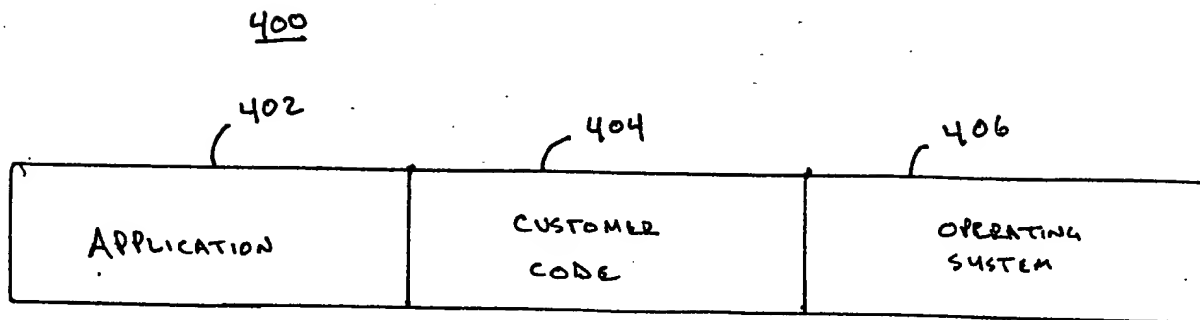 400
402
404
406
APPLICATION
CUSTOMER
CODE
OPERATING
SYSTEM